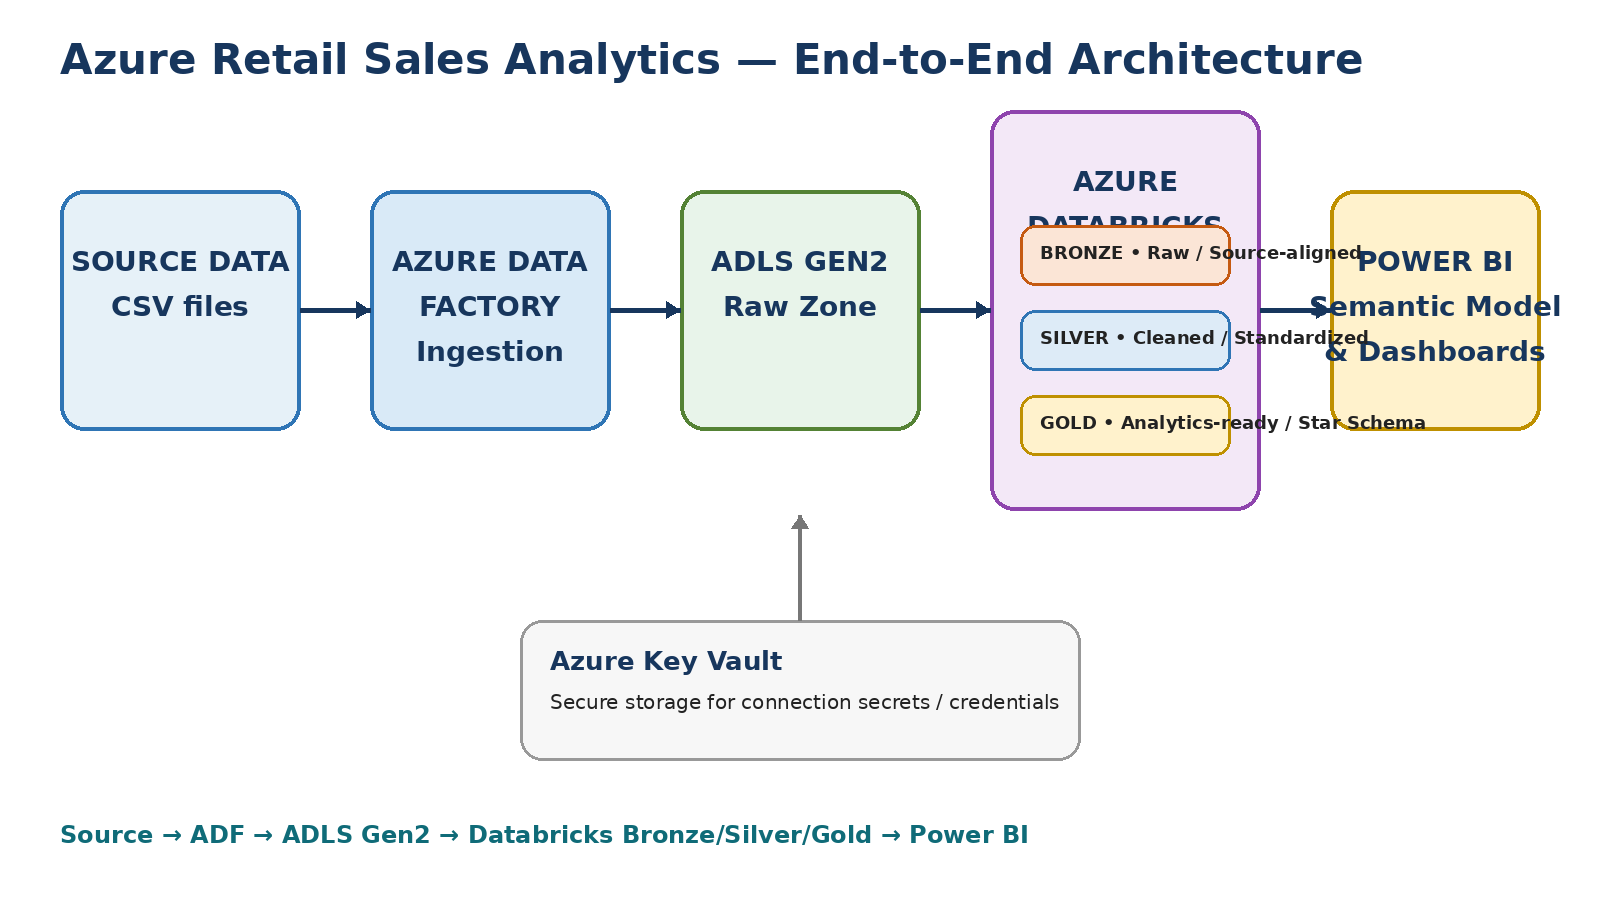 Azure Retail Sales Analytics — End-to-End Architecture
SOURCE DATA
CSV files
AZURE DATA
FACTORY
Ingestion
ADLS GEN2
Raw Zone
AZURE
DATABRICKS
BRONZE • Raw / Source-aligned
SILVER • Cleaned / Standardized
GOLD • Analytics-ready / Star Schema
POWER BI
Semantic Model
& Dashboards
Azure Key Vault
Secure storage for connection secrets / credentials
Source → ADF → ADLS Gen2 → Databricks Bronze/Silver/Gold → Power BI